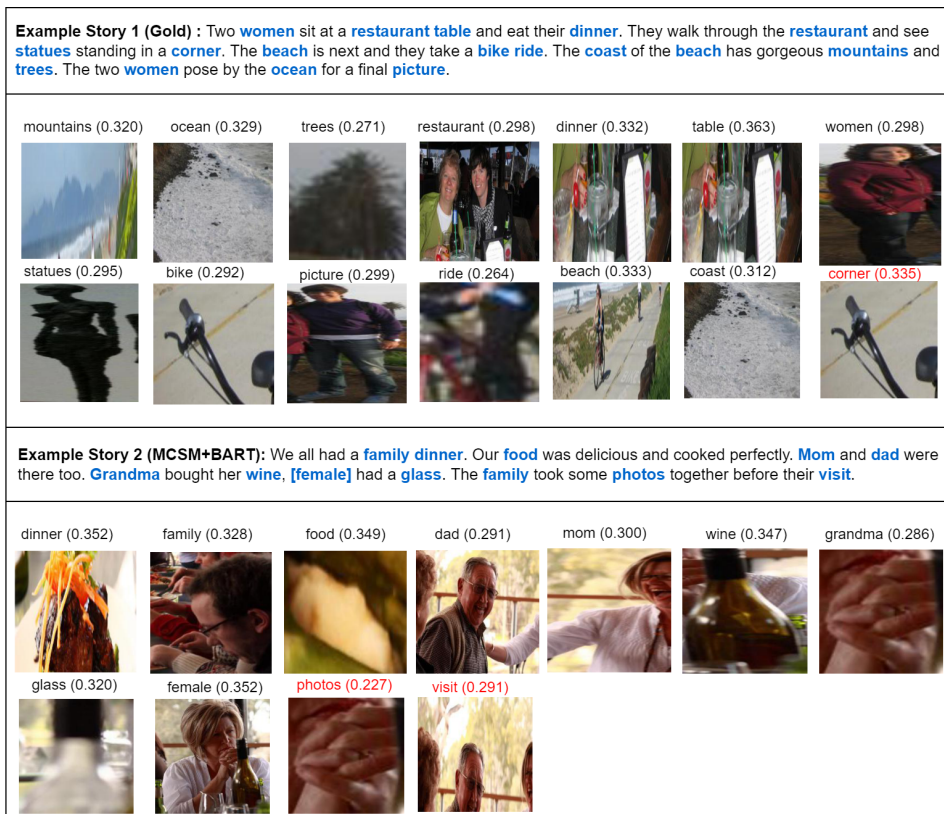 Example Story 1 (Gold) : Two women sit at a restaurant table and eat their dinner. They walk through the restaurant and see
statues standing in a corner. The beach is next and they take a bike ride. The coast of the beach has gorgeous mountains and
trees. The two women pose by the ocean for a final picture.
mountains (0.320) ocean (0.329) trees (0.271) restaurant (0.298) dinner (0.332) table (0.363) women (0.298)
statues (0.295) bike (0.292) picture (0.299) ride (0.264) beach (0.333) coast (0.312) corner (0.335)
Example Story 2 (MCSM+BART): We all had a family dinner. Our food was delicious and cooked perfectly. Mom and dad were
there too. Grandma bought her wine, [female] had a glass. The family took some photos together before their visit.
dinner (0.352) family (0.328) food (0.349) dad (0.291) mom (0.300) wine (0.347) grandma (0.286)
glass (0.320) female (0.352) photos (0.227) visit (0.291)